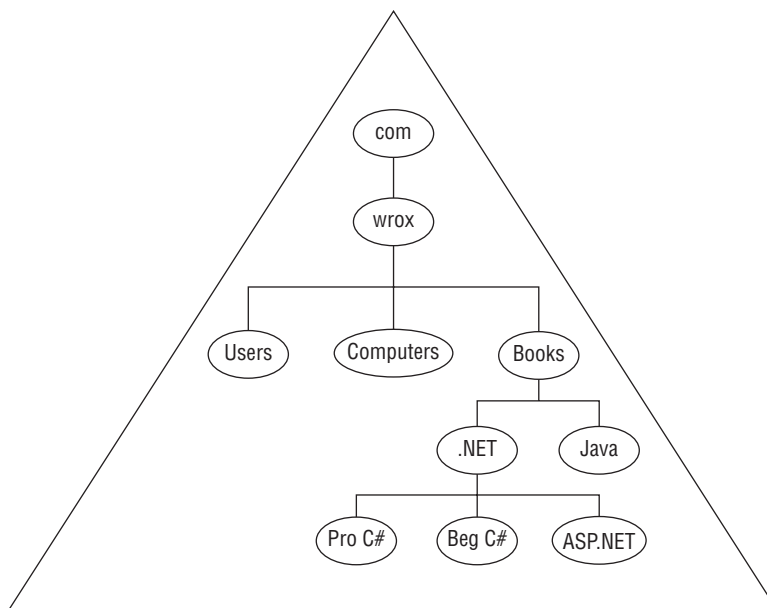 com
wrox
Users
Computers
Books
.NET
Java
Pro C#
Beg C#
ASP.NET